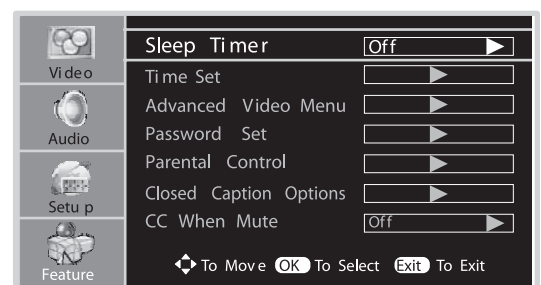 Video
Audio
Setup
Feature
Sleep Timer Off
Time Set
Advanced Video Menu
Password Set
Parental Control
Closed Caption Options
CC When Mute Off
To Move OK To Select Exit To Exit